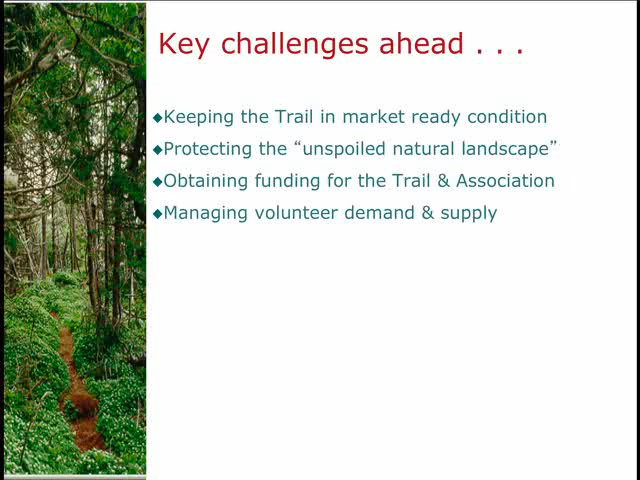 Key challenges ahead . . .
◆Keeping the Trail in market ready condition
◆Protecting the “unspoiled natural landscape”
◆Obtaining funding for the Trail & Association
◆Managing volunteer demand & supply